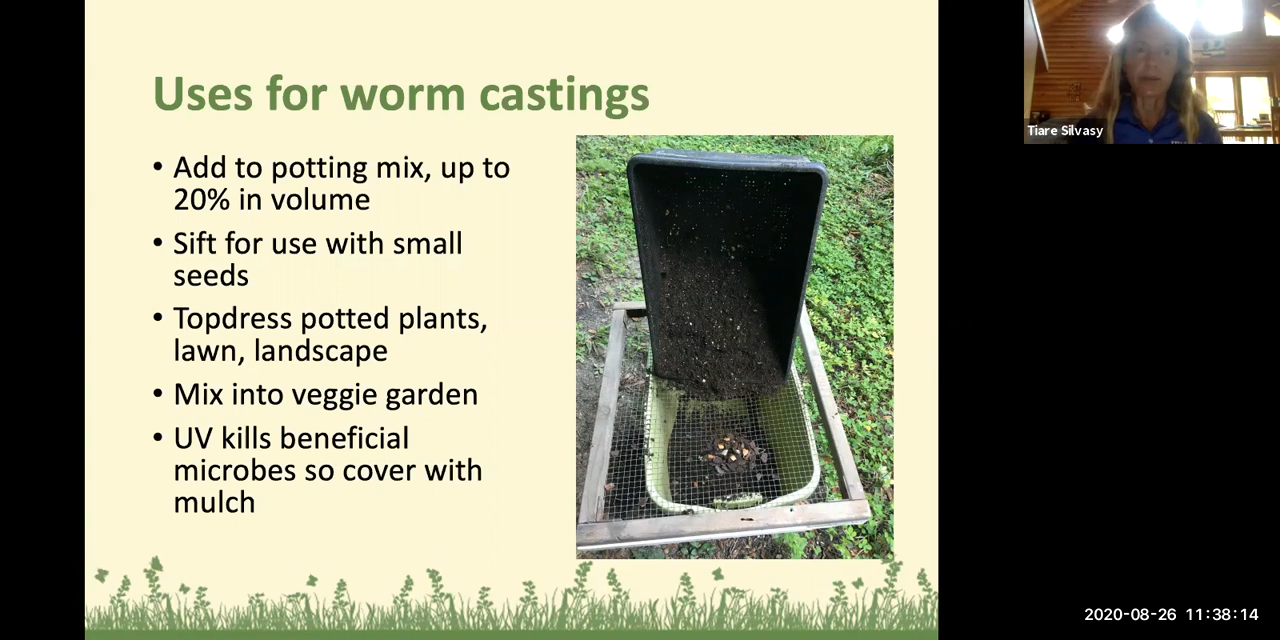 Uses for worm castings
• Add to potting mix, up to
20% in volume
• Sift for use with small
seeds
• Topdress potted plants,
lawn, landscape
• Mix into veggie garden
• UV kills beneficial
microbes so cover with
mulch
Tiare Silvasy
2020-08-26 11:38:14